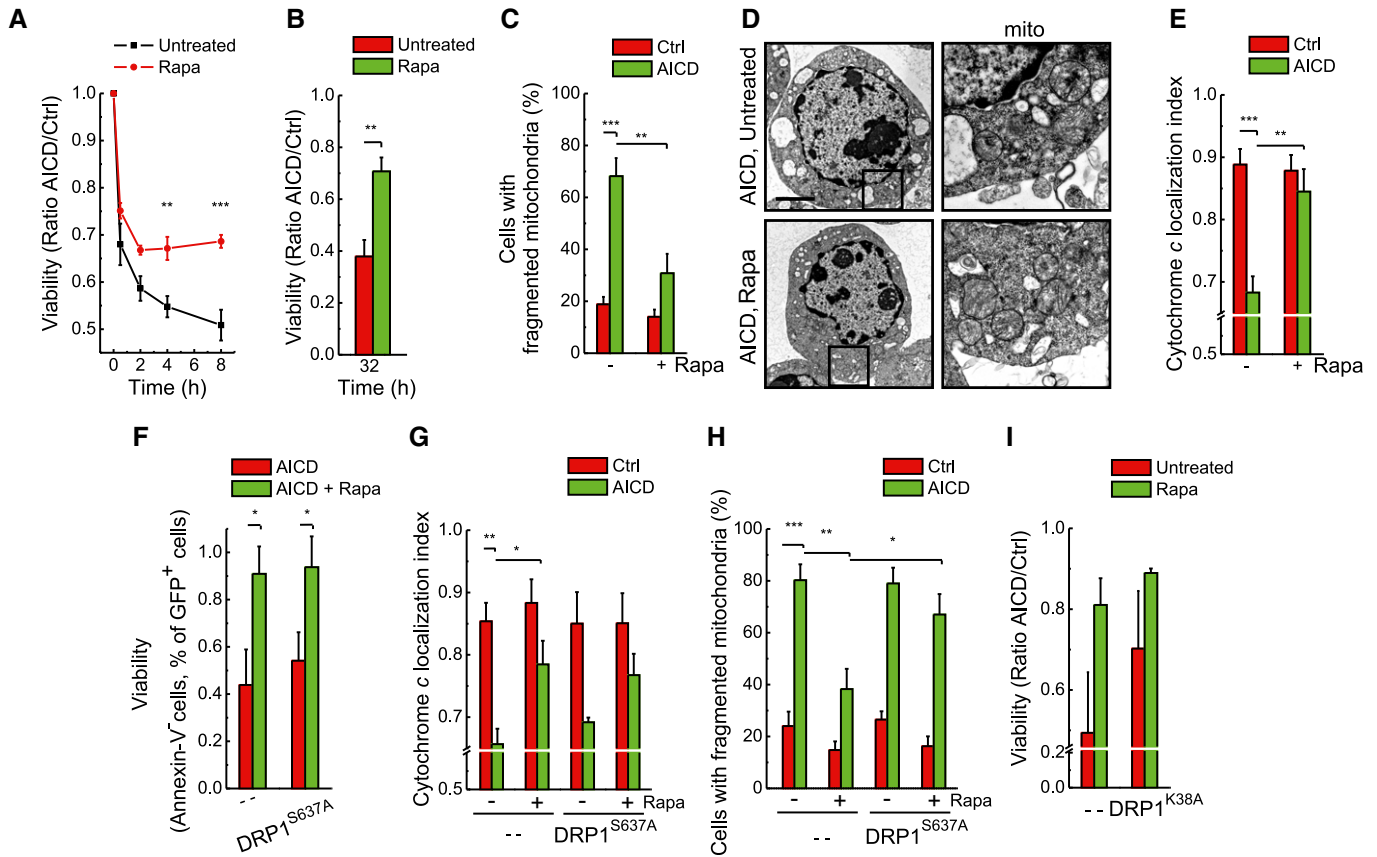 A
Untreated
Rapa
Viability (Ratio AICD/Ctrl)
1.0
0.9
0.8
0.7
0.6
0.5
** ***
0 2 4 6 8
Time (h)
B
Untreated
Rapa
Viability (Ratio AICD/Ctrl)
1.0
0.8
0.6
0.4
0.2
0.0
**
32
Time (h)
C
Ctrl
AICD
Cells with
fragmented mitochondria (%)
100
80
60
40
20
0
***
**
- + Rapa
D
mito
AICD, Untreated
AICD, Rapa
E
Ctrl
AICD
Cytochrome c localization index
1.0
0.9
0.8
0.7
0.5
***
**
- + Rapa
F
AICD
AICD + Rapa
Viability
(Annexin-V- cells, % of GFP+ cells)
1.0
0.8
0.6
0.4
0.2
0.0
* *
- - DRP1S637A
G
Ctrl
AICD
Cytochrome c localization index
0.9
0.8
0.7
0.5
**
*
- + - + Rapa
- - DRP1S637A
H
Ctrl
AICD
Cells with fragmented mitochondria (%)
100
80
60
40
20
0
***
**
*
- + - + Rapa
- - DRP1S637A
I
Untreated
Rapa
Viability (Ratio AICD/Ctrl)
1.0
0.8
0.6
0.2
0.0
- - DRP1K38A